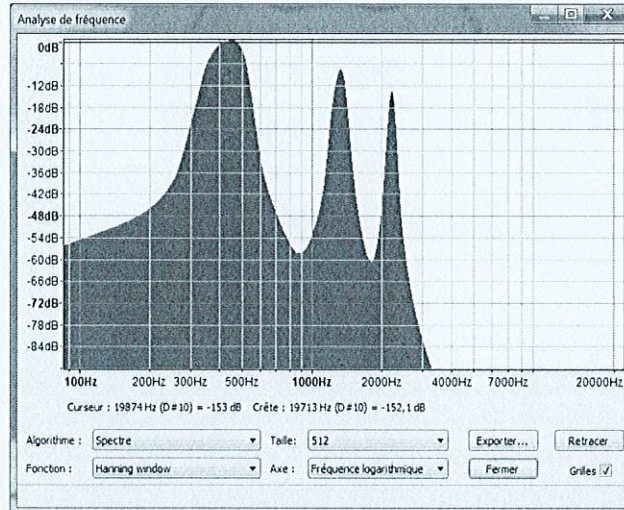 Analyse de fréquence
0dB
-12dB
-18dB
-24dB
-30dB
-36dB
-42dB
-48dB
-54dB
-60dB
-66dB
-72dB
-78dB
-84dB
100Hz 200Hz 300Hz 500Hz 1000Hz 2000Hz 4000Hz 7000Hz 20000Hz
Curseur : 19874 Hz (D#10) = -153 dB Crête : 19713 Hz (D#10) = -152,1 dB
Algorithme : Spectre Taille: 512 Exporter... Retracer
Fonction : Hanning window Axe : Fréquence logarithmique Fermer Grilles